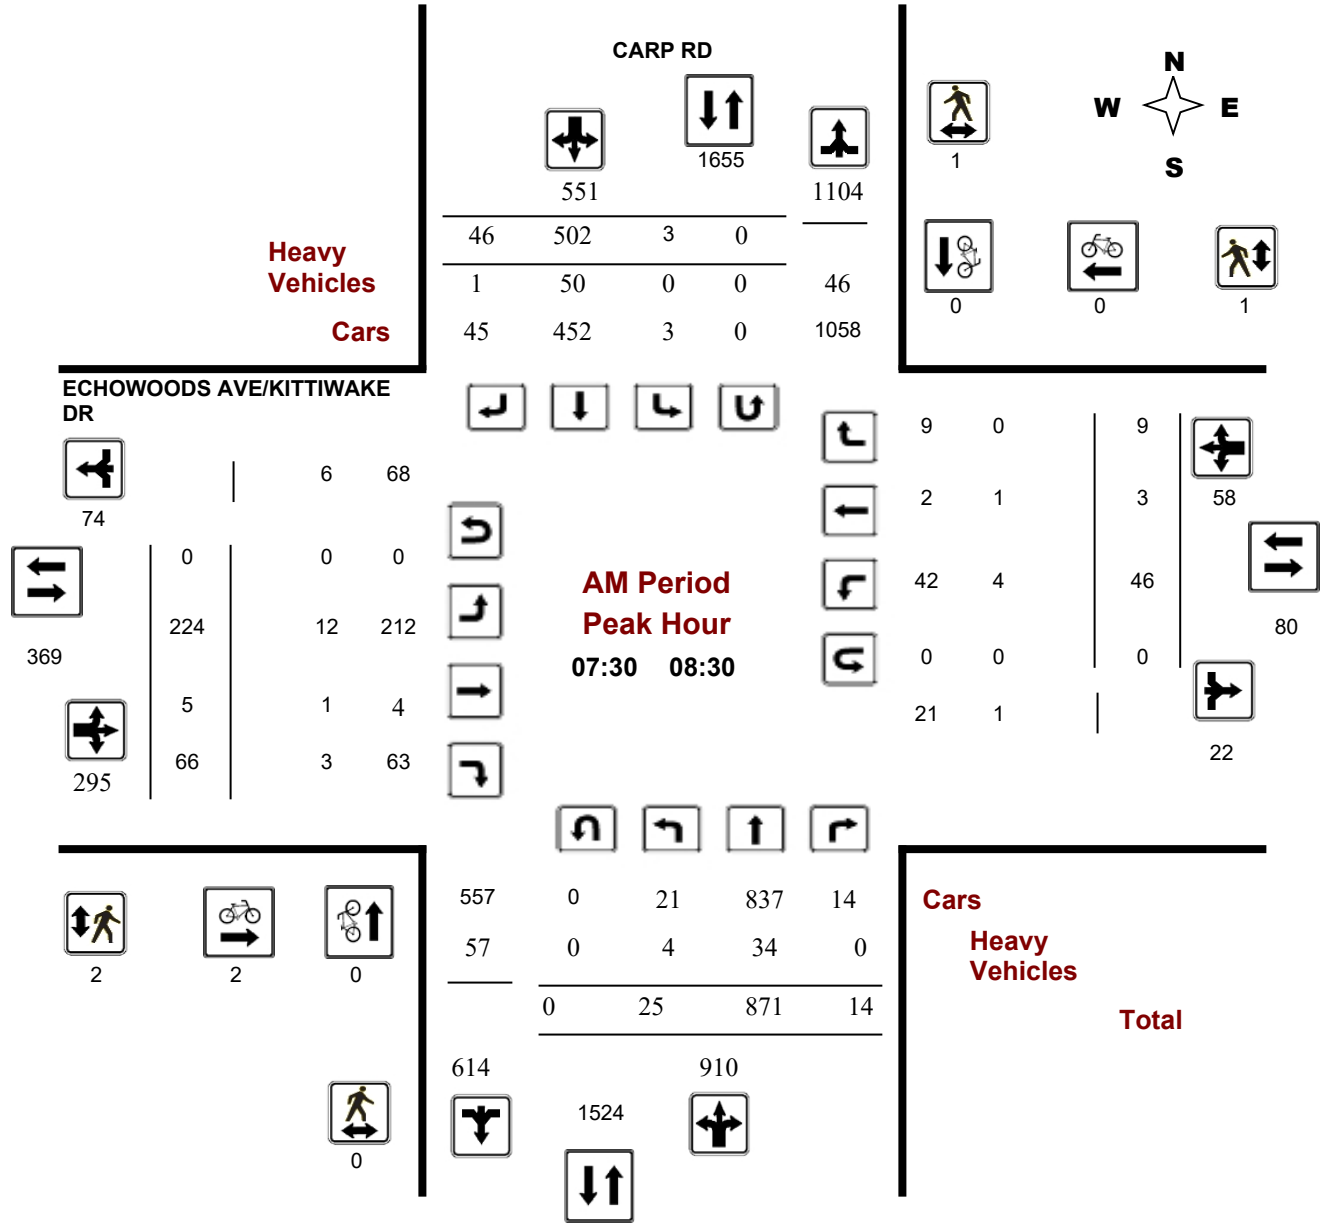 CARP RD
N
W E
S
1655
1
551 1104
46 502 3 0
Heavy
Vehicles
1 50 0 0 46
0 0 1
Cars
45 452 3 0 1058
ECHOWOODS AVE/KITTIWAKE
DR
9 0 9
6 68
2 1 3 58
74
0 0 0
AM Period
42 4 46
Peak Hour
224 12 212
80
369
07:30 08:30
0 0 0
5 1 4
21 1
22
66 3 63
295
557 0 21 837 14
Cars
57 0 4 34 0
Heavy
Vehicles
2 2 0
0 25 871 14
Total
614 910
1524
0